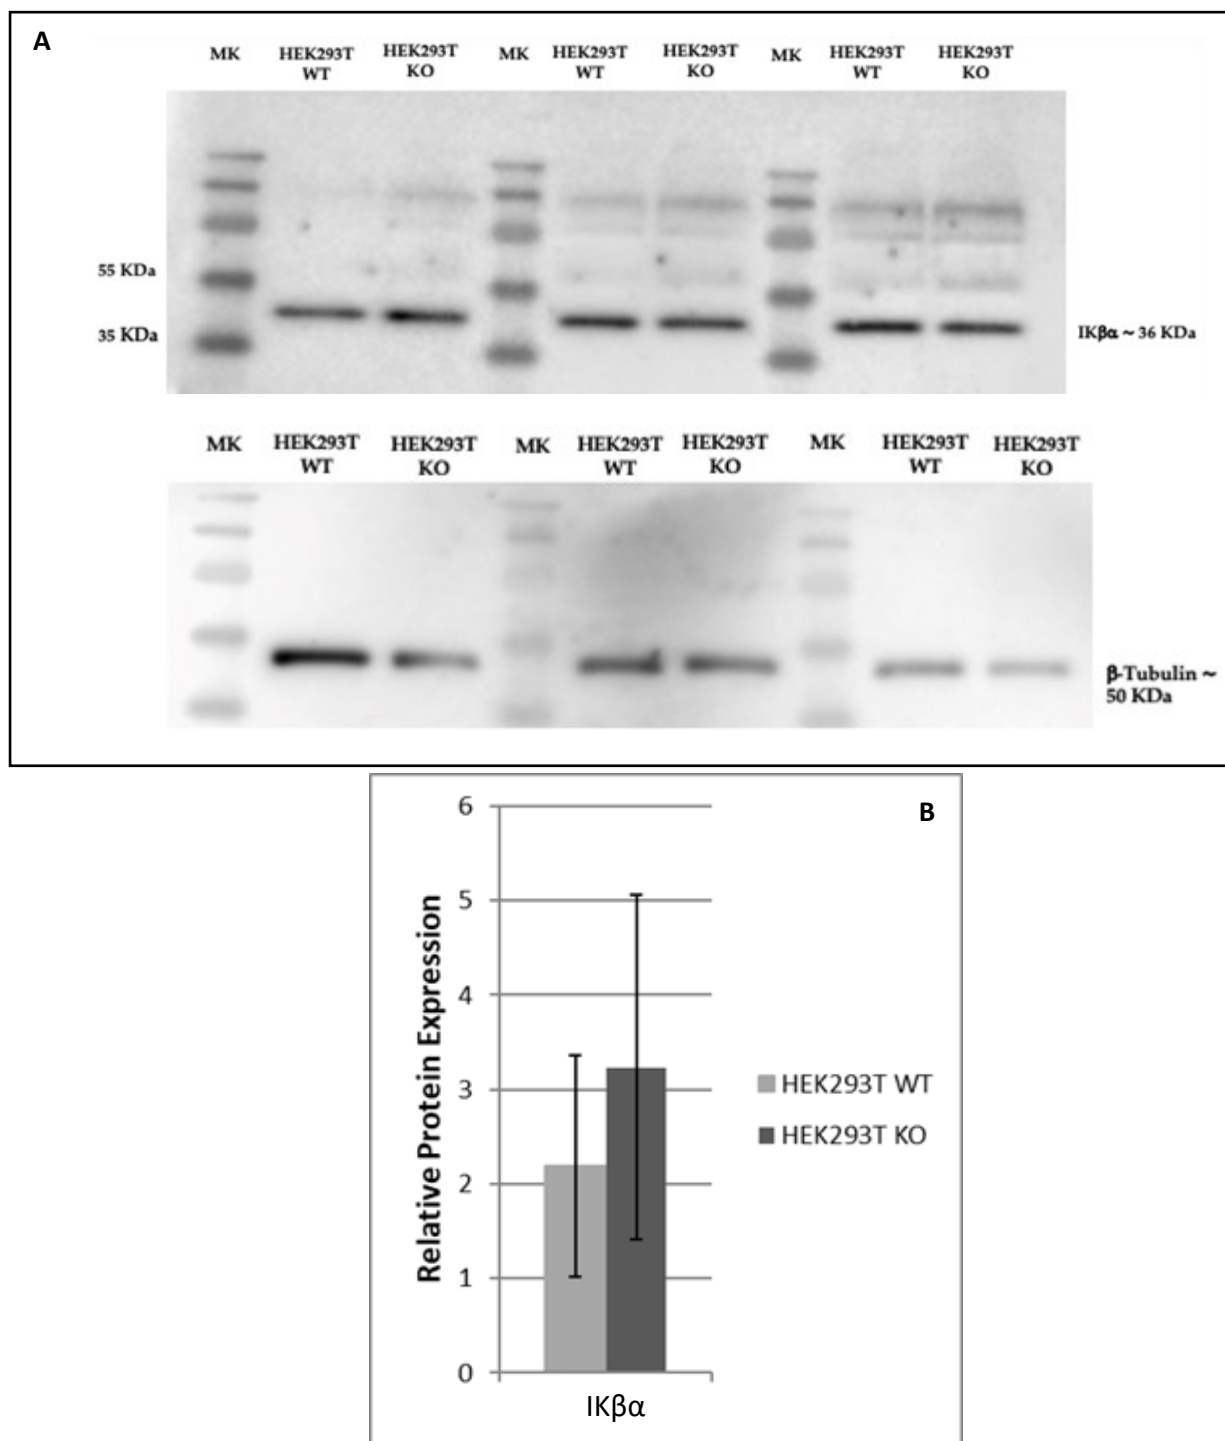 A
MK HEK293T HEK293T MK HEK293T HEK293T MK HEK293T HEK293T
WT KO WT KO WT KO
55 KDa
35 KDa
IKβα ~ 36 KDa
MK HEK293T HEK293T MK HEK293T HEK293T MK HEK293T HEK293T
WT KO WT KO WT KO
β-Tubulin ~
50 KDa
B
6
5
4
3
2
1
0
Relative Protein Expression
HEK293T WT
HEK293T KO
IKβα